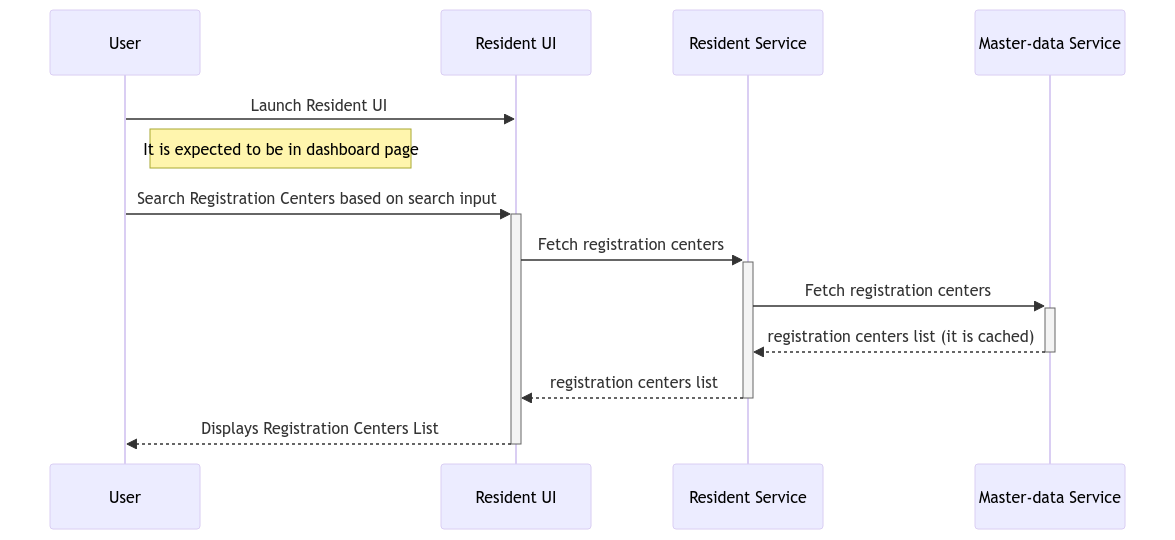 User
Resident UI
Resident Service
Master-data Service
Launch Resident UI
It is expected to be in dashboard page
Search Registration Centers based on search input
Fetch registration centers
Fetch registration centers
registration centers list (it is cached)
registration centers list
Displays Registration Centers List
User
Resident UI
Resident Service
Master-data Service